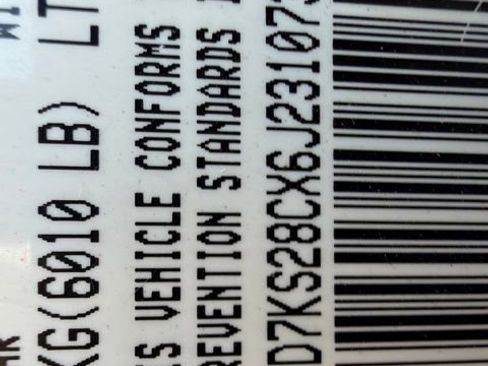 KG(6010 LB) LT
S VEHICLE CONFORMS
REVENTION STANDARDS
D7KS28CX6J23107